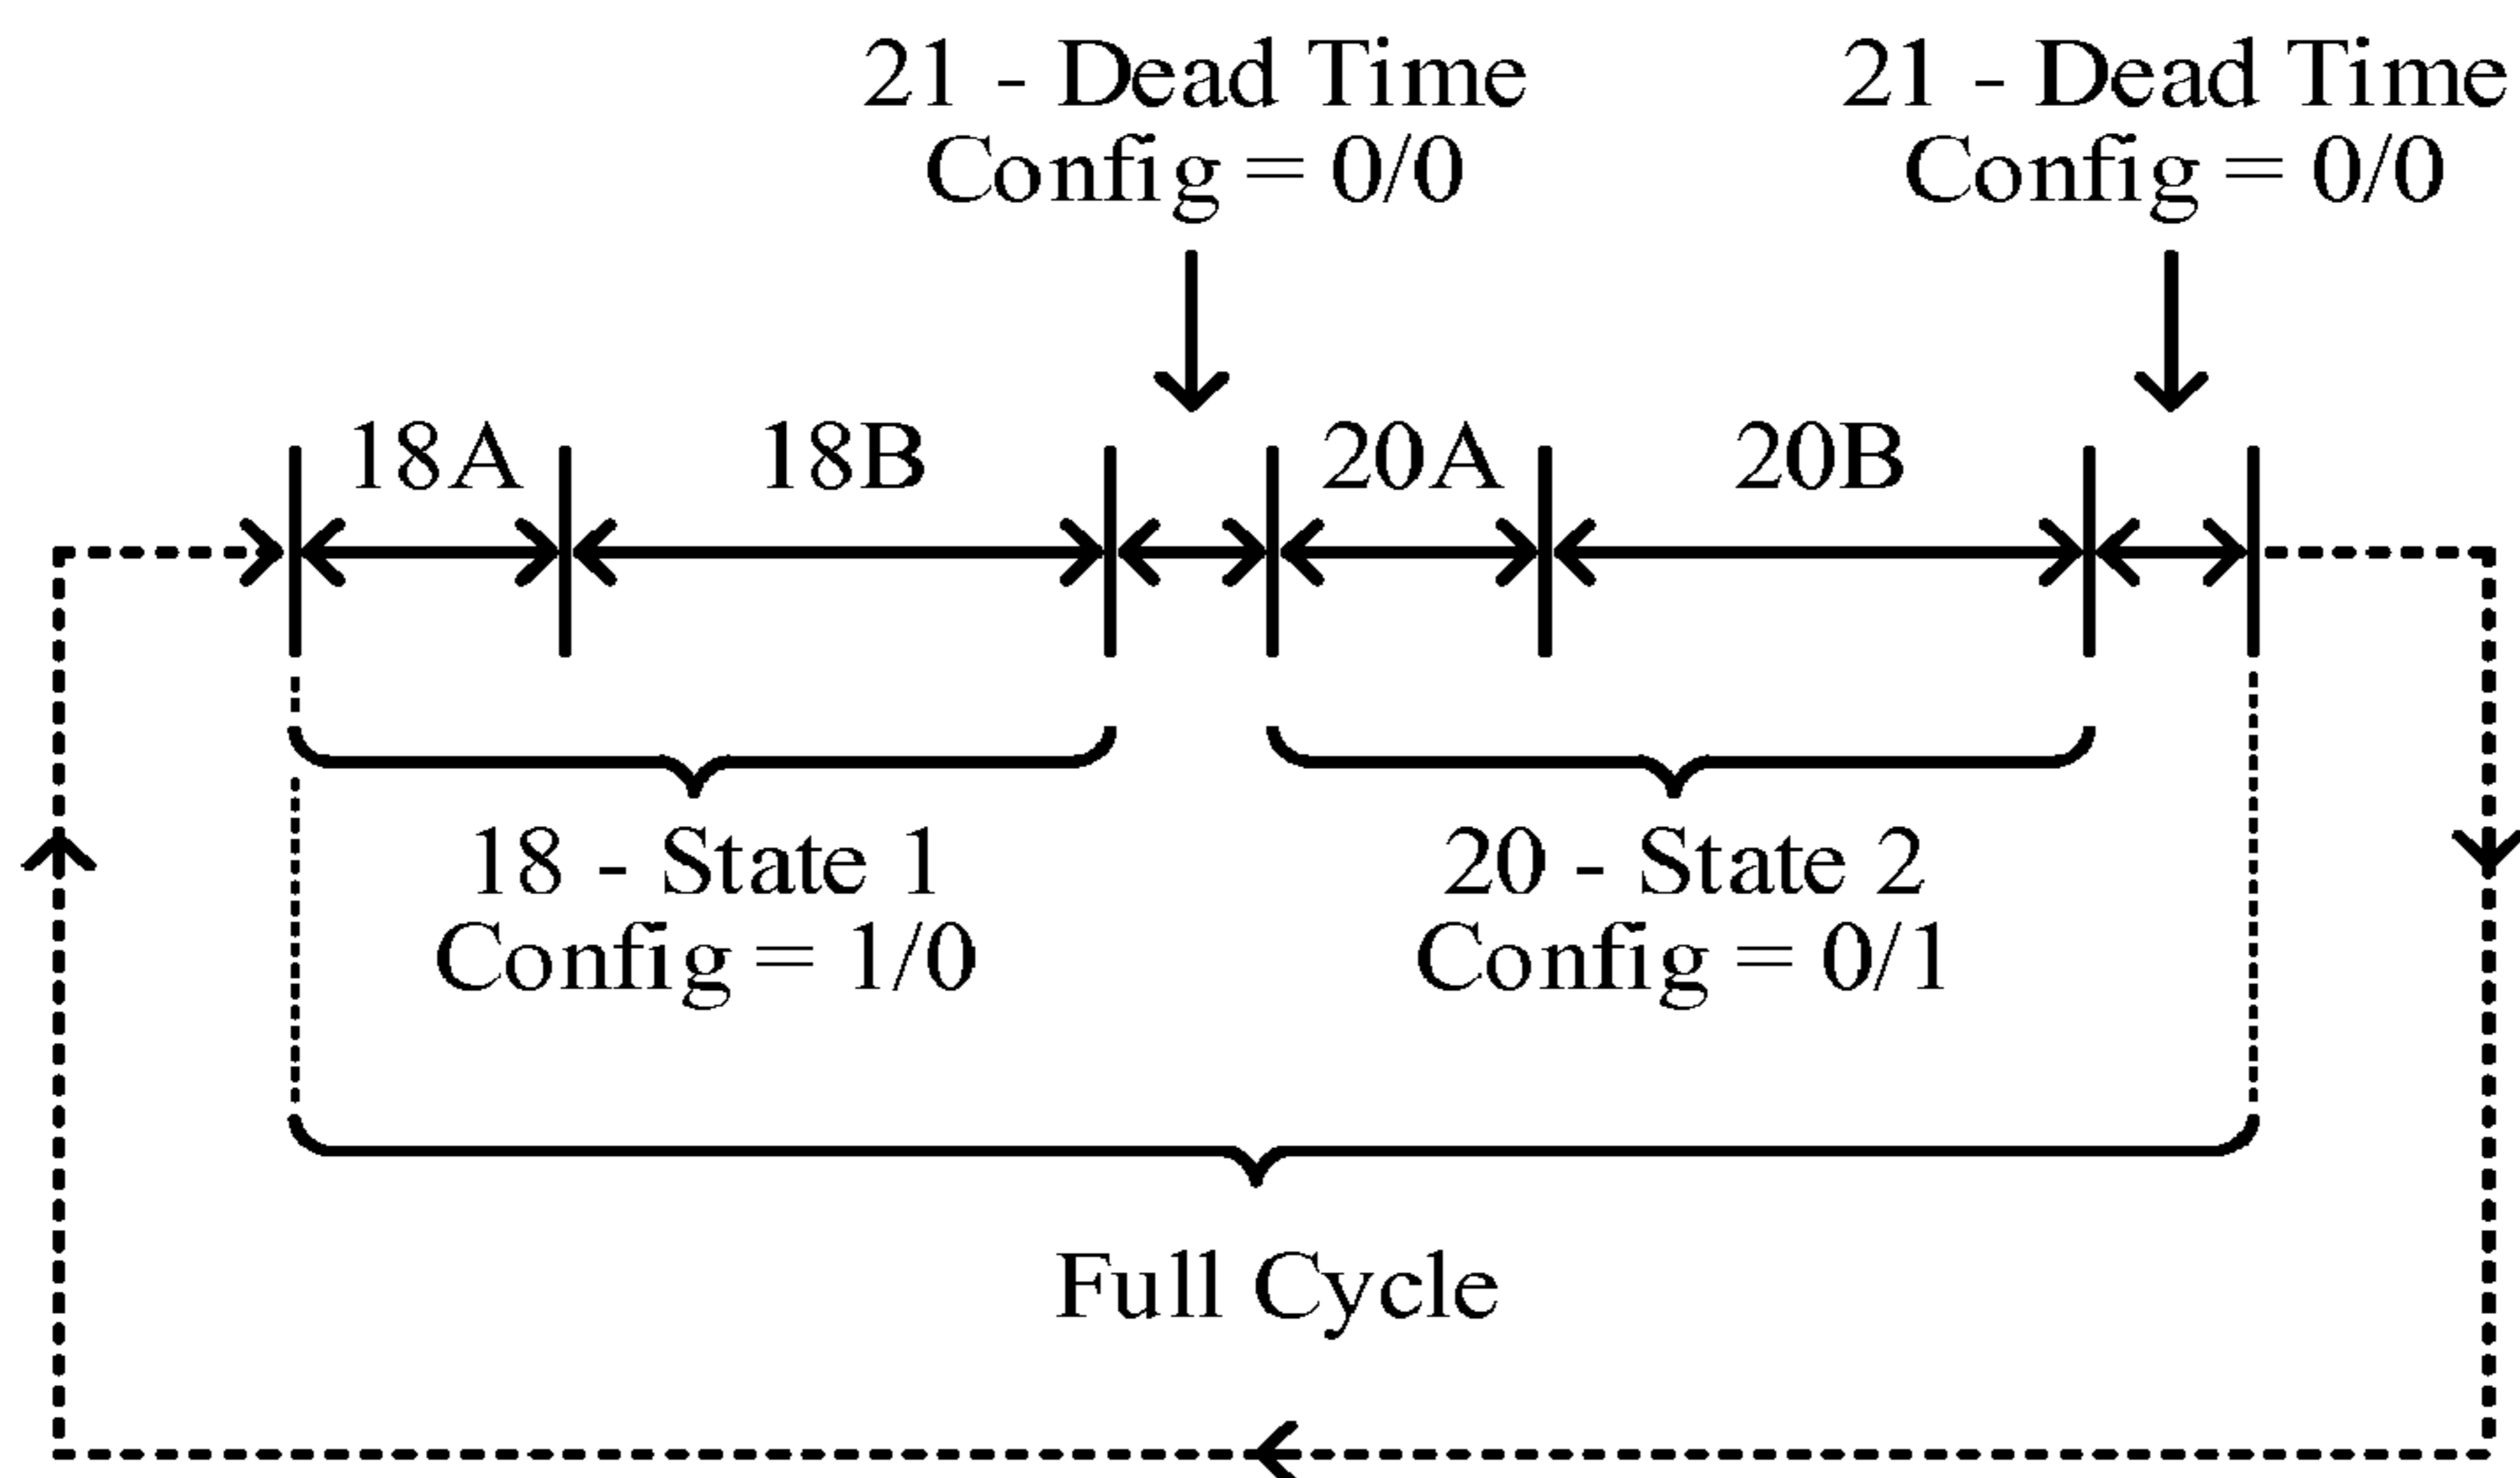 21 - Dead Time
Config = 0/0
21 - Dead Time
Config = 0/0
18A
18B
20A
20B
18 - State 1
Config = 1/0
20 - State 2
Config = 0/1
Full Cycle